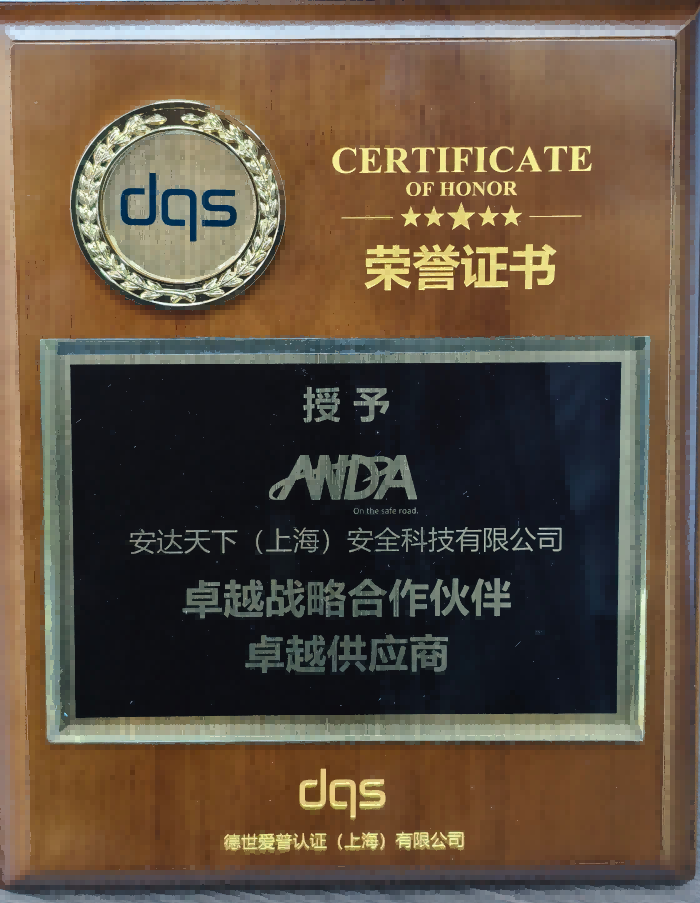 dqs
CERTIFICATE
OF HONOR
荣誉证书
授予
ANDA
On the safe road.
安达天下（上海）安全科技有限公司
卓越战略合作伙伴
卓越供应商
dqs
德世爱普认证（上海）有限公司